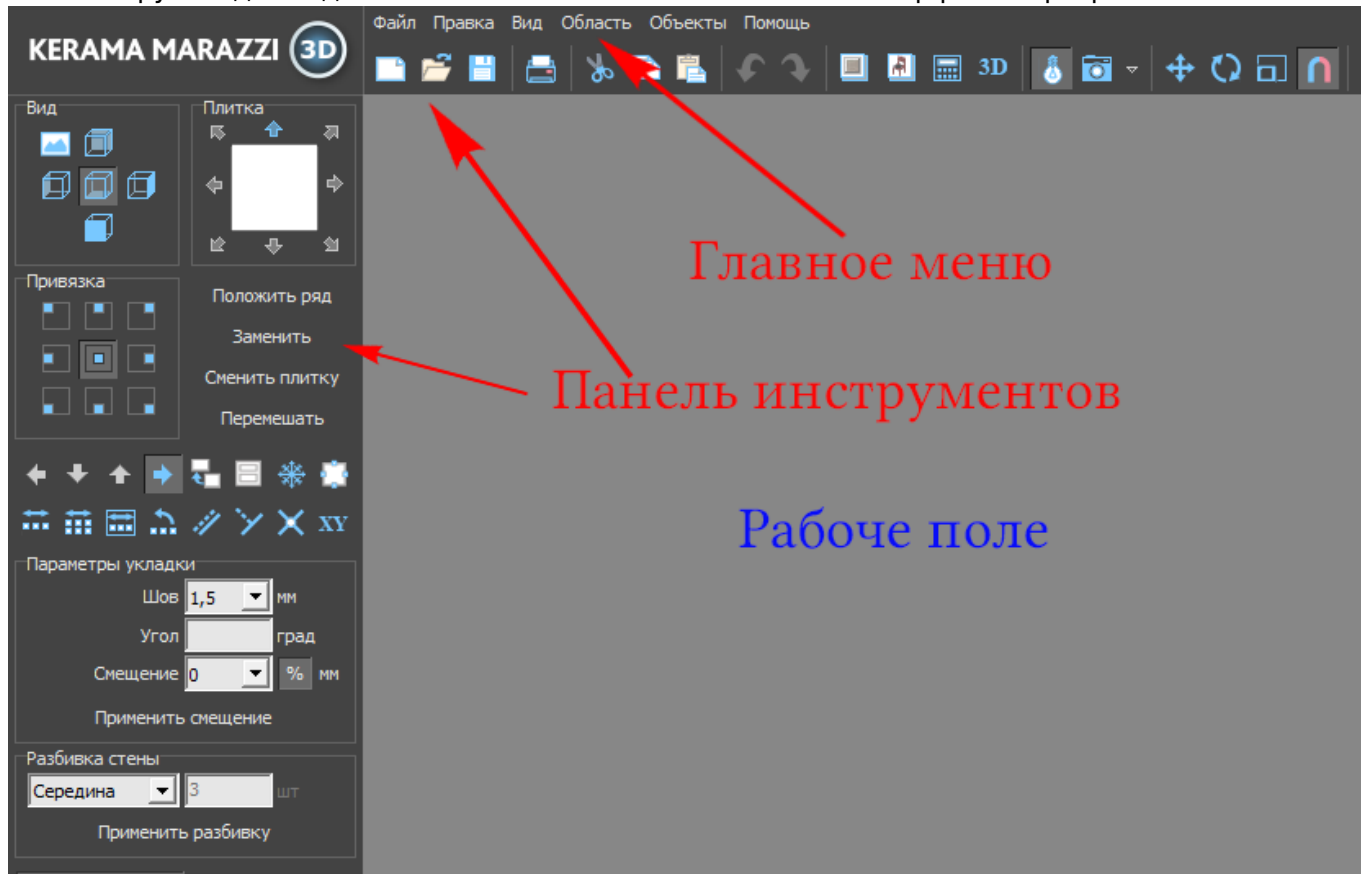 KERAMA MARAZZI 3D
Файл Правка Вид Область Объекты Помощь
3D
Вид
Плитка
Привязка
Положить ряд
Заменить
Сменить плитку
Перемешать
XY
Параметры укладки
Шов 1,5 мм
Угол град
Смещение 0 % мм
Применить смещение
Разбивка стены
Середина 3 шт
Применить разбивку
Главное меню
Панель инструментов
Рабоче поле